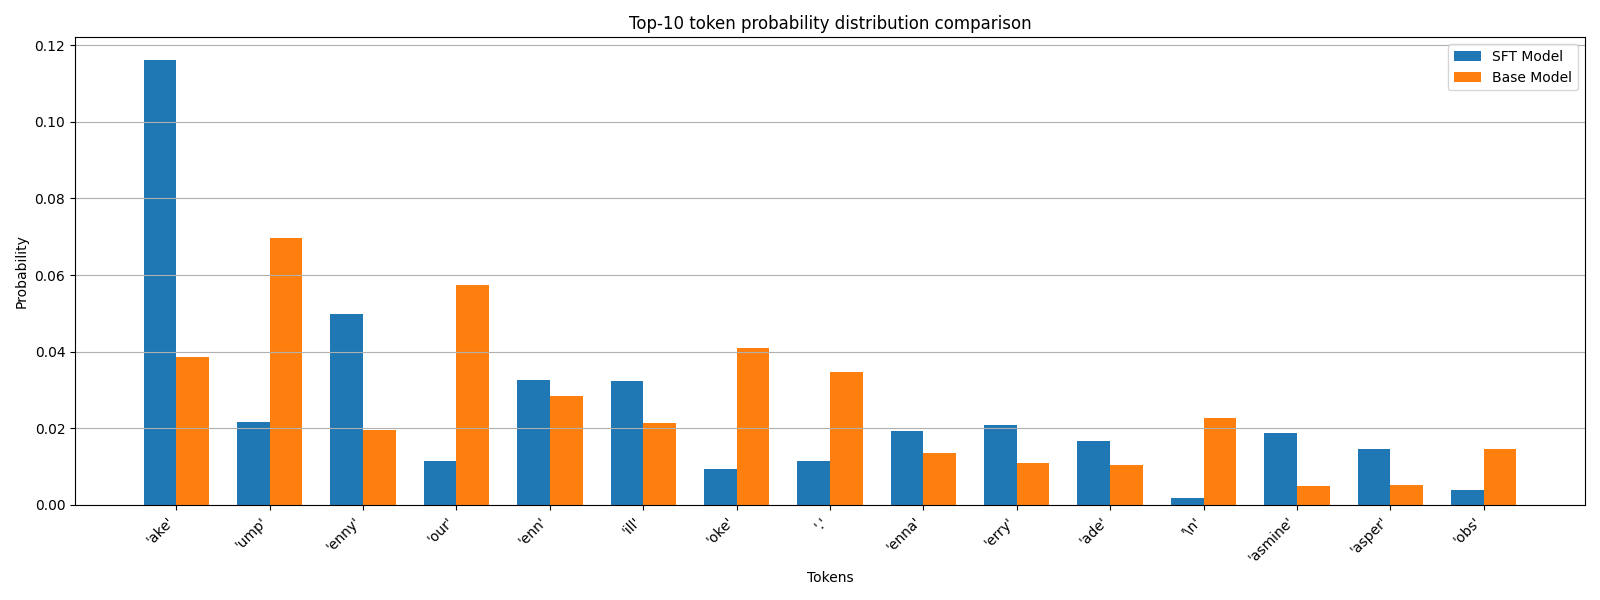 Top-10 token probability distribution comparison
SFT Model
Base Model
Probability
0.12
0.10
0.08
0.06
0.04
0.02
0.00
'ake'
'ump'
'enny'
'our'
'enn'
'ill'
'oke'
'.'
'enna'
'erry'
'ade'
'\n'
'asmine'
'asper'
'obs'
Tokens